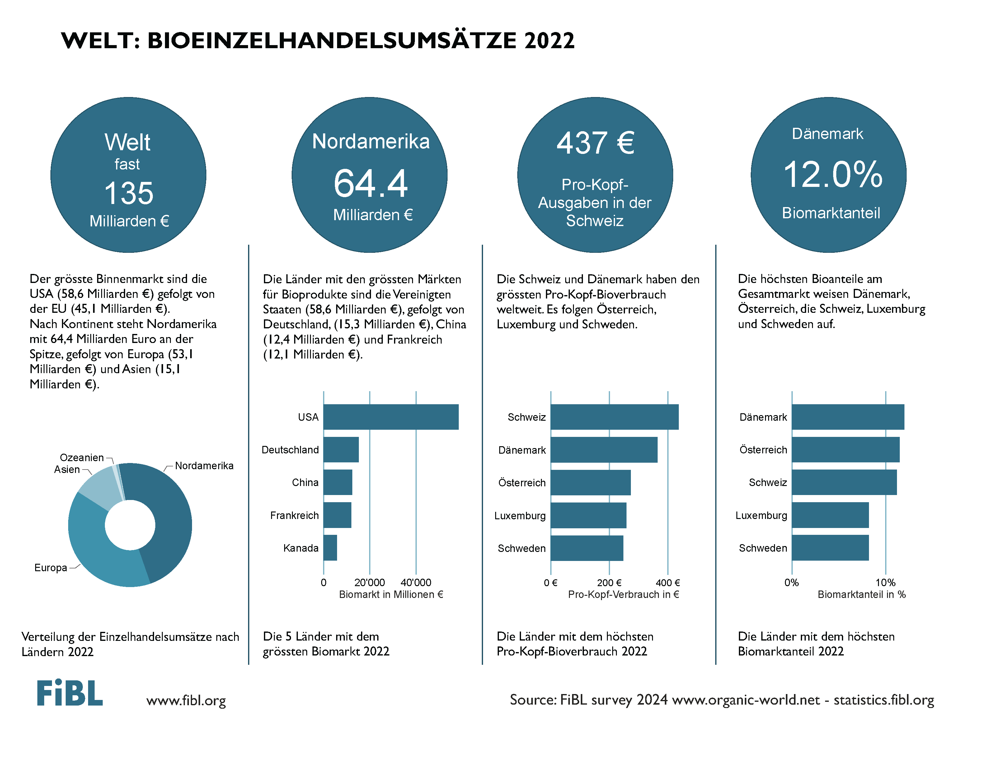 WELT: BIOEINZELHANDELSUMSÄTZE 2022
Welt
fast
135
Milliarden €
Nordamerika
64.4
Milliarden €
437 €
Pro-Kopf-
Ausgaben in der
Schweiz
Dänemark
12.0%
Biomarktanteil
Der grösste Binnenmarkt sind die
USA (58,6 Milliarden €) gefolgt von
der EU (45,1 Milliarden €).
Nach Kontinent steht Nordamerika
mit 64,4 Milliarden Euro an der
Spitze, gefolgt von Europa (53,1
Milliarden €) und Asien (15,1
Milliarden €).
Ozeanien
Asien
Nordamerika
Europa
Verteilung der Einzelhandelsumsätze nach
Ländern 2022
Die Länder mit den grössten Märkten
für Bioprodukte sind die Vereinigten
Staaten (58,6 Milliarden €), gefolgt von
Deutschland, (15,3 Milliarden €), China
(12,4 Milliarden €) und Frankreich
(12,1 Milliarden €).
USA
Deutschland
China
Frankreich
Kanada
0 20'000 40'000
Biomarkt in Millionen €
Die 5 Länder mit dem
grössten Biomarkt 2022
Die Schweiz und Dänemark haben den
grössten Pro-Kopf-Bioverbrauch
weltweit. Es folgen Österreich,
Luxemburg und Schweden.
Schweiz
Dänemark
Österreich
Luxemburg
Schweden
0 € 200 € 400 €
Pro-Kopf-Verbrauch in €
Die Länder mit dem höchsten
Pro-Kopf-Bioverbrauch 2022
Die höchsten Bioanteile am
Gesamtmarkt weisen Dänemark,
Österreich, die Schweiz, Luxemburg
und Schweden auf.
Dänemark
Österreich
Schweiz
Luxemburg
Schweden
0% 10%
Biomarktanteil in %
Die Länder mit dem höchsten
Biomarktanteil 2022
FiBL
www.fibl.org
Source: FiBL survey 2024 www.organic-world.net - statistics.fibl.org